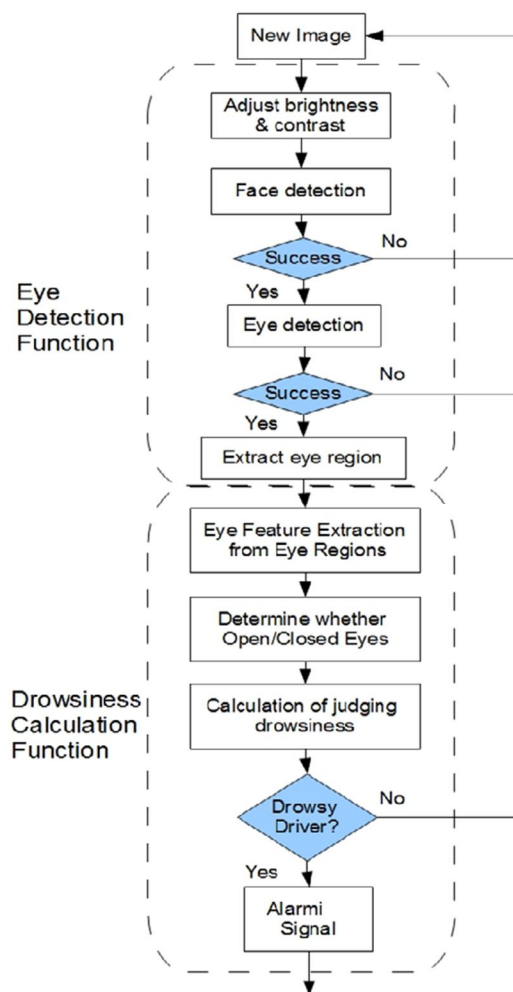 New Image
Adjust brightness
& contrast
Face detection
Success
No
Yes
Eye
Detection
Function
Eye detection
Success
No
Yes
Extract eye region
Eye Feature Extraction
from Eye Regions
Determine whether
Open/Closed Eyes
Drowsiness
Calculation
Function
Calculation of judging
drowsiness
Drowsy
Driver?
No
Yes
Alarmi
Signal